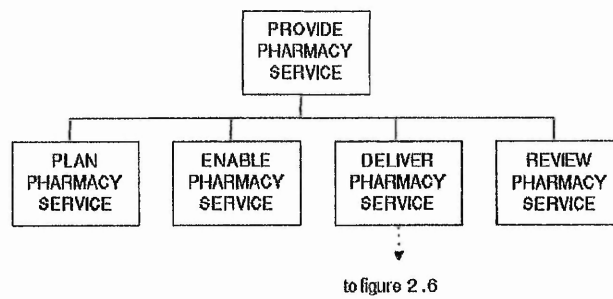 PROVIDE
PHARMACY
SERVICE
PLAN
PHARMACY
SERVICE
ENABLE
PHARMACY
SERVICE
DELIVER
PHARMACY
SERVICE
REVIEW
PHARMACY
SERVICE
to figure 2.6